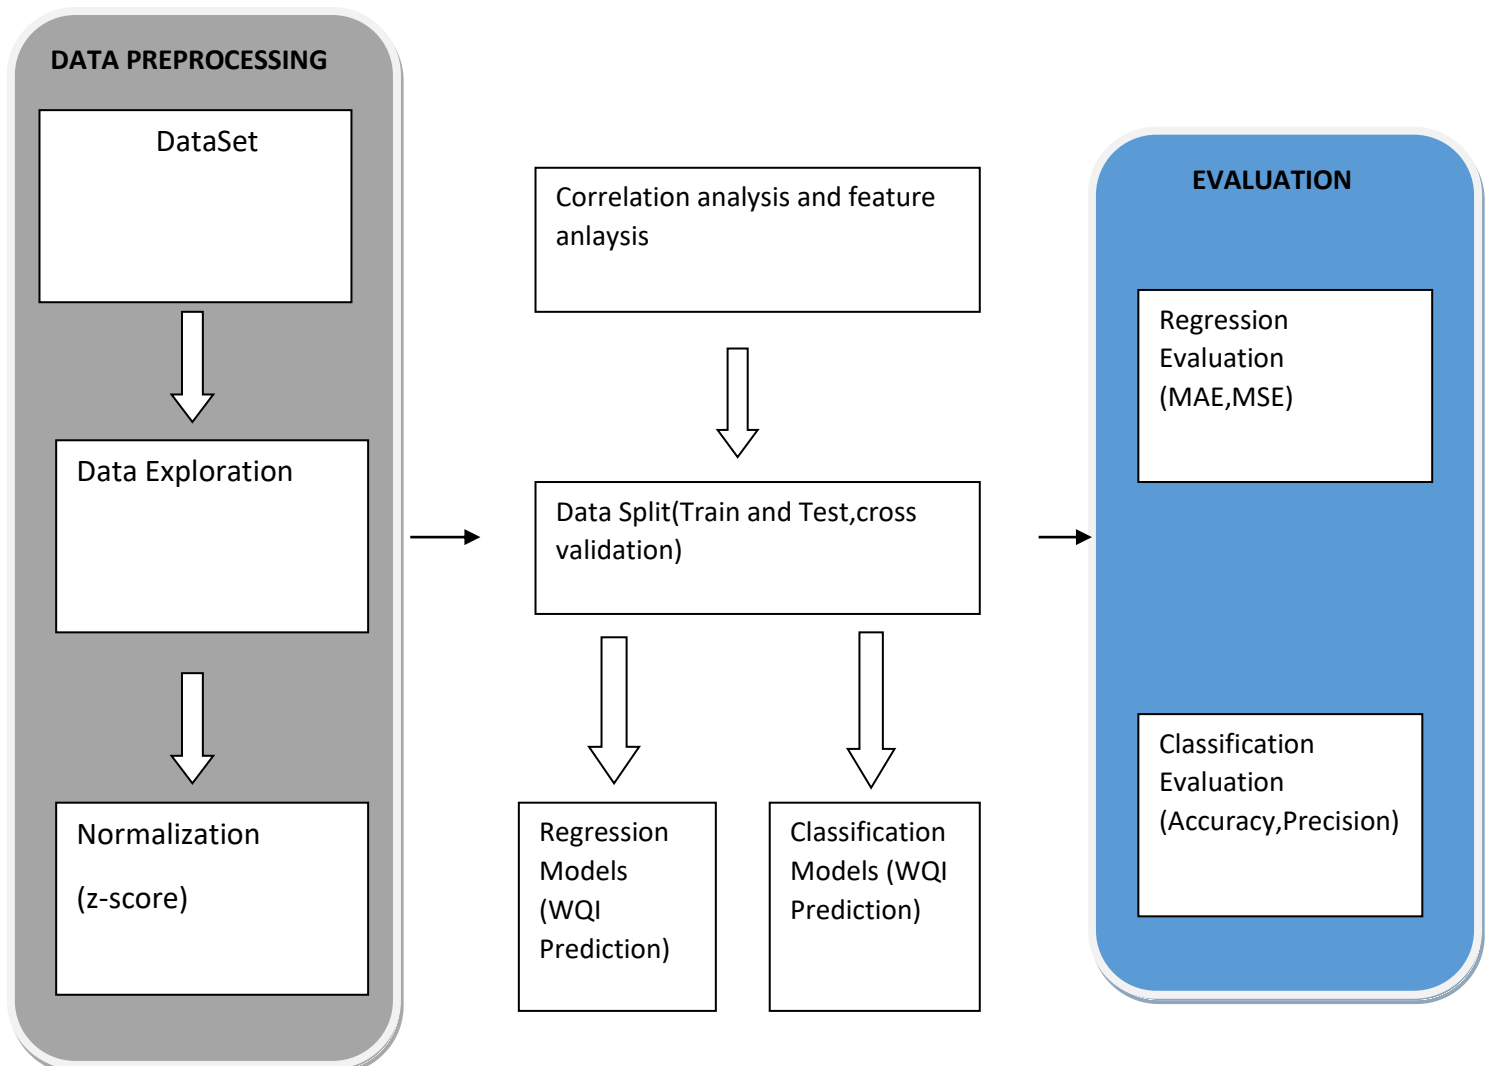 DATA PREPROCESSING
DataSet
Data Exploration
Normalization
(z-score)
Correlation analysis and feature
anlaysis
Data Split(Train and Test,cross
validation)
Regression
Models
(WQI
Prediction)
Classification
Models (WQI
Prediction)
EVALUATION
Regression
Evaluation
(MAE,MSE)
Classification
Evaluation
(Accuracy,Precision)